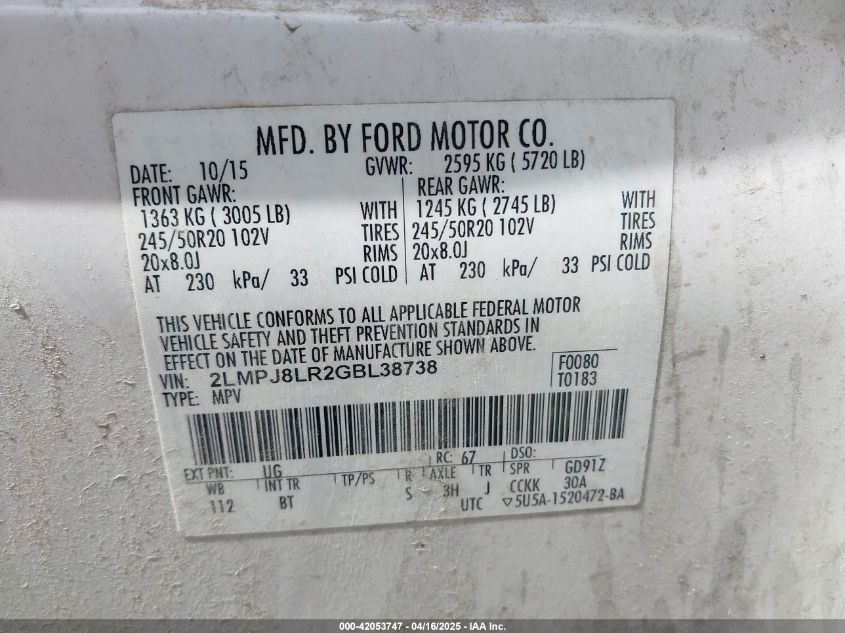 MFD. BY FORD MOTOR CO.
DATE: 10/15 GVWR: 2595 KG ( 5720 LB)
FRONT GAWR: REAR GAWR:
1363 KG ( 3005 LB) WITH 1245 KG ( 2745 LB) WITH
245/50R20 102V TIRES 245/50R20 102V TIRES
20x8.0J RIMS 20x8.0J RIMS
AT 230 kPa/ 33 PSI COLD AT 230 kPa/ 33 PSI COLD
THIS VEHICLE CONFORMS TO ALL APPLICABLE FEDERAL MOTOR
VEHICLE SAFETY AND THEFT PREVENTION STANDARDS IN
EFFECT ON THE DATE OF MANUFACTURE SHOWN ABOVE.
VIN: 2LMPJ8LR2GBL38738 F0080
TYPE: MPV T0183
EXT PNT: UG RC: 67 DSO:
WB INT TR TP/PS R AXLE TR SPR GD91Z
112 BT S 3H J CCKK 30A
UTC ▽5U5A-1520472-BA
000-42053747 - 04/16/2025 - IAA Inc.